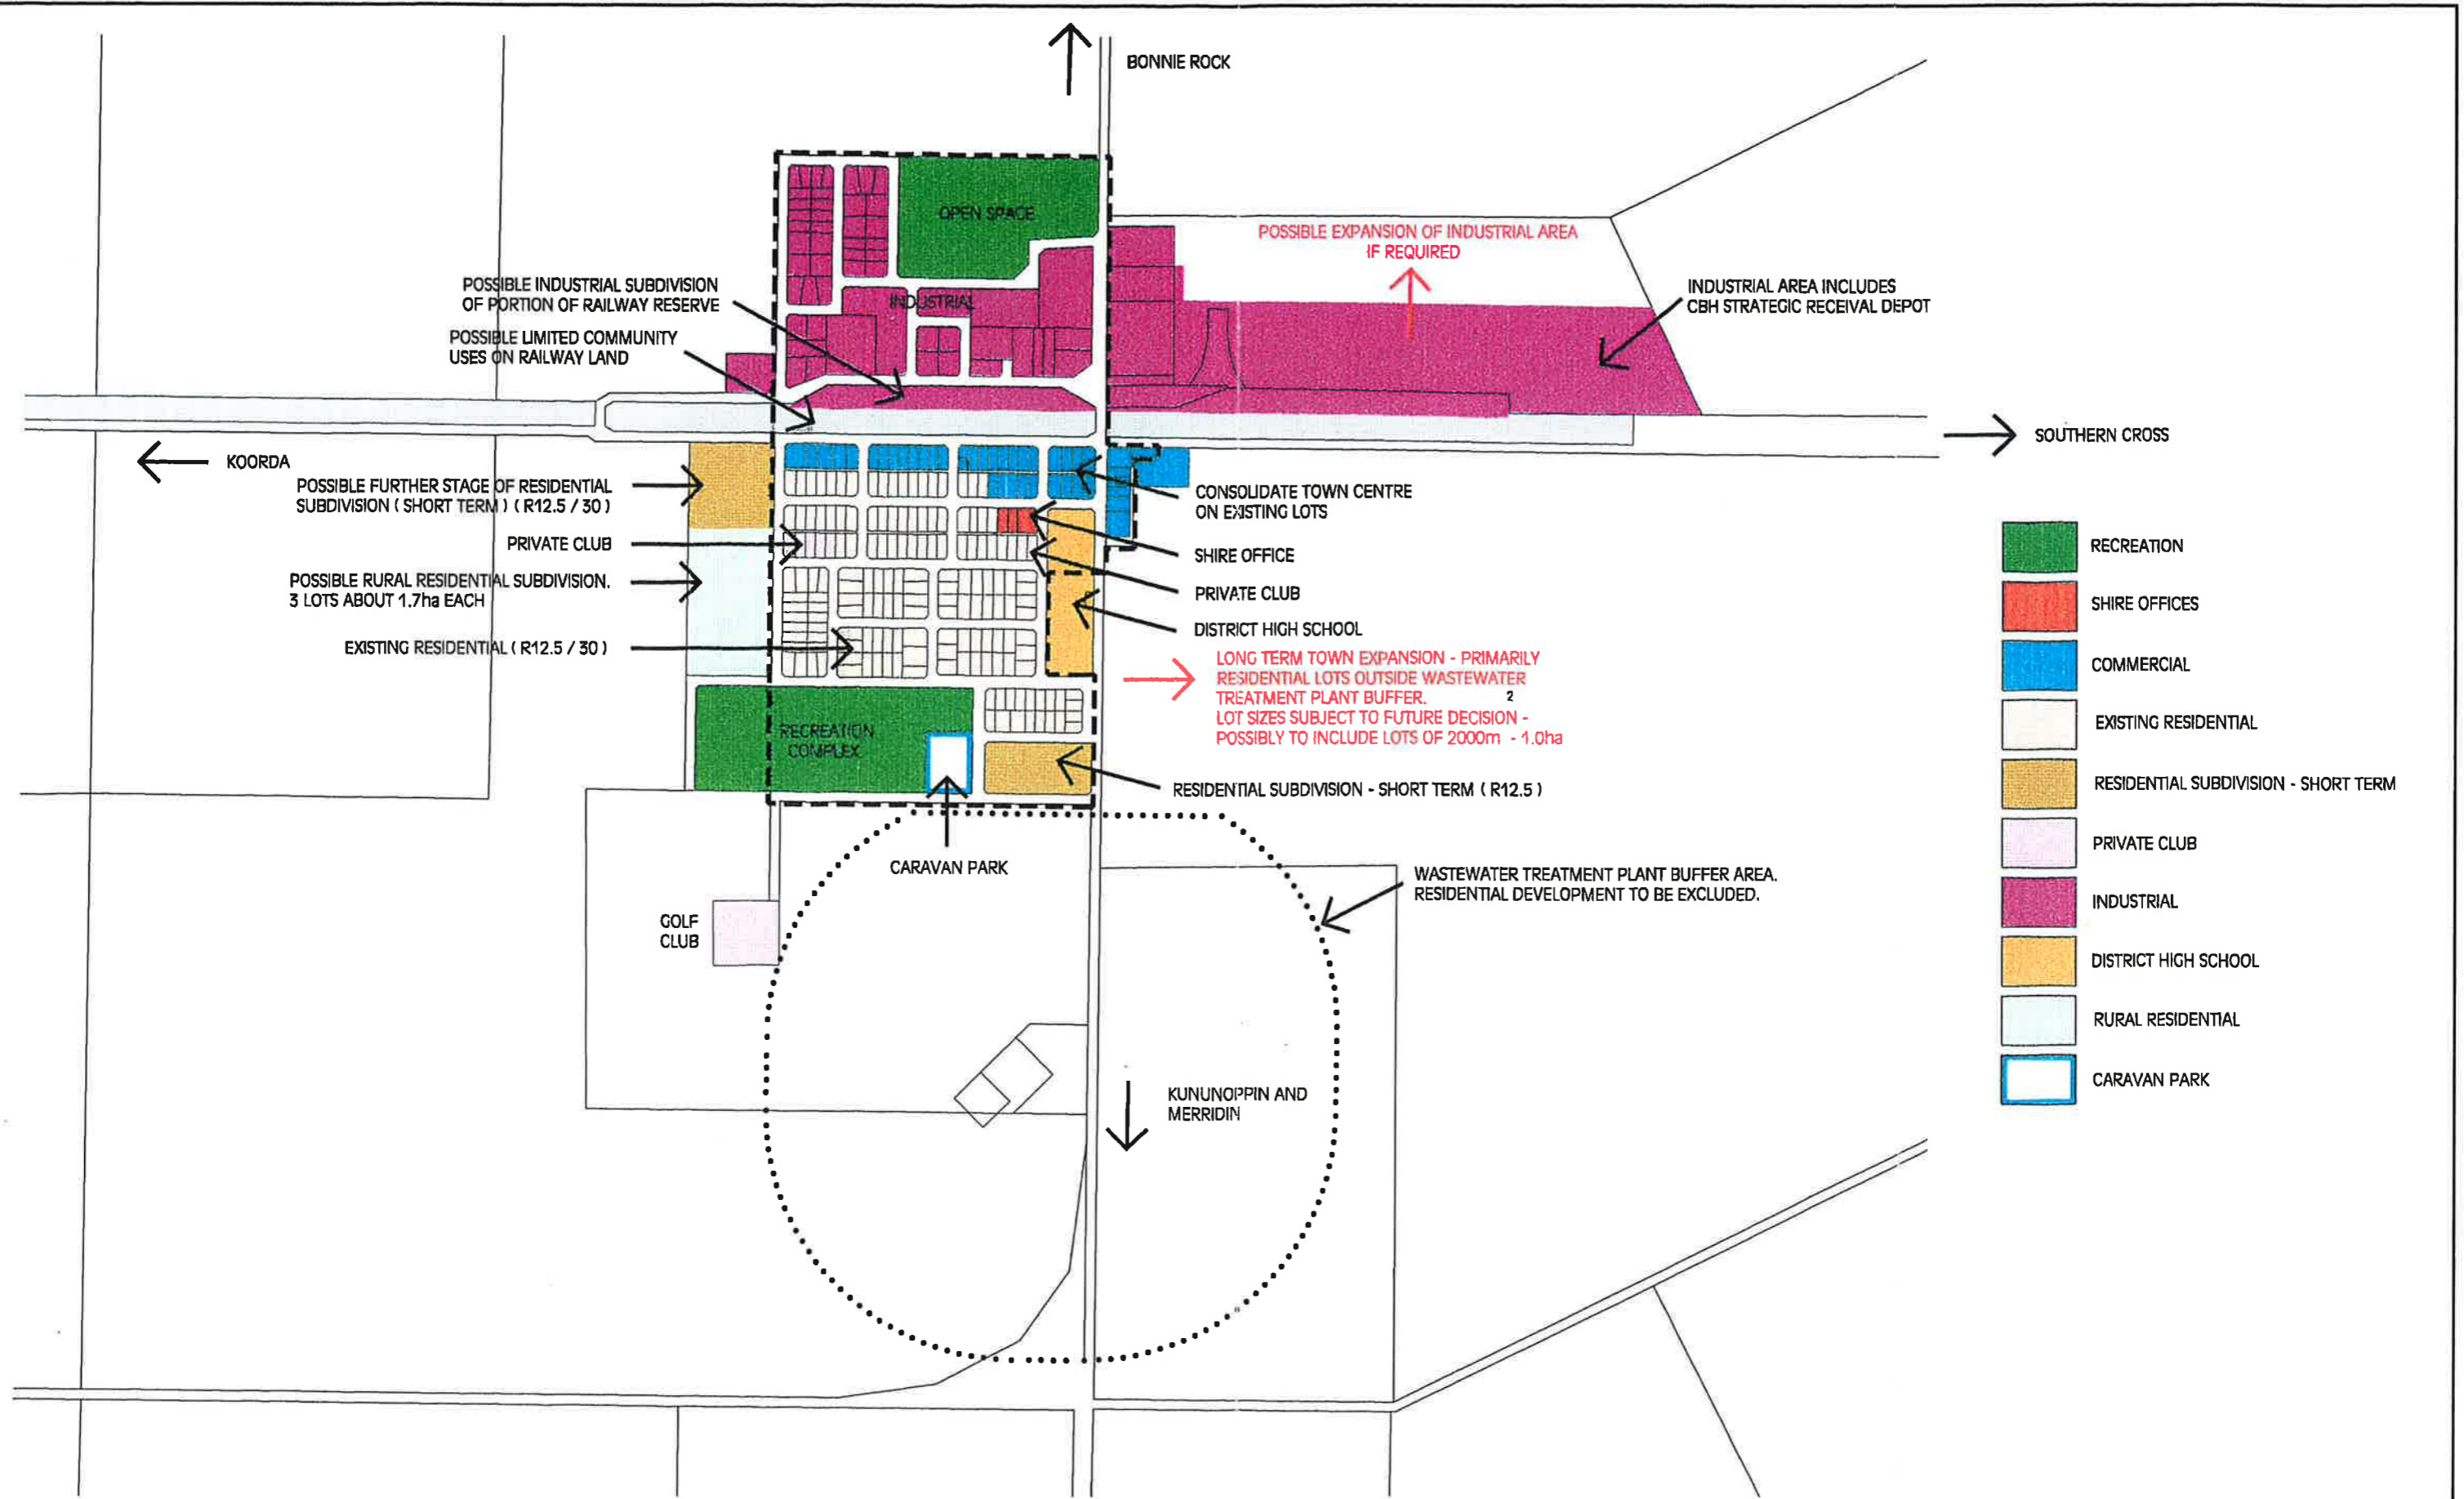 BONNIE ROCK
OPEN SPACE
POSSIBLE EXPANSION OF INDUSTRIAL AREA
IF REQUIRED
POSSIBLE INDUSTRIAL SUBDIVISION
OF PORTION OF RAILWAY RESERVE
INDUSTRIAL
INDUSTRIAL AREA INCLUDES
CBH STRATEGIC RECEIVAL DEPOT
POSSIBLE LIMITED COMMUNITY
USES ON RAILWAY LAND
SOUTHERN CROSS
KOORDA
POSSIBLE FURTHER STAGE OF RESIDENTIAL
SUBDIVISION ( SHORT TERM ) ( R12.5 / 30 )
CONSOLIDATE TOWN CENTRE
ON EXISTING LOTS
PRIVATE CLUB
SHIRE OFFICE
POSSIBLE RURAL RESIDENTIAL SUBDIVISION.
3 LOTS ABOUT 1.7ha EACH
PRIVATE CLUB
DISTRICT HIGH SCHOOL
EXISTING RESIDENTIAL ( R12.5 / 30 )
LONG TERM TOWN EXPANSION - PRIMARILY
RESIDENTIAL LOTS OUTSIDE WASTEWATER
TREATMENT PLANT BUFFER.
2
LOT SIZES SUBJECT TO FUTURE DECISION -
POSSIBLY TO INCLUDE LOTS OF 2000m - 1.0ha
RECREATION
COMPLEX
RESIDENTIAL SUBDIVISION - SHORT TERM ( R12.5 )
CARAVAN PARK
WASTEWATER TREATMENT PLANT BUFFER AREA.
RESIDENTIAL DEVELOPMENT TO BE EXCLUDED.
GOLF
CLUB
KUNUNOPPIN AND
MERRIDIN
RECREATION
SHIRE OFFICES
COMMERCIAL
EXISTING RESIDENTIAL
RESIDENTIAL SUBDIVISION - SHORT TERM
PRIVATE CLUB
INDUSTRIAL
DISTRICT HIGH SCHOOL
RURAL RESIDENTIAL
CARAVAN PARK